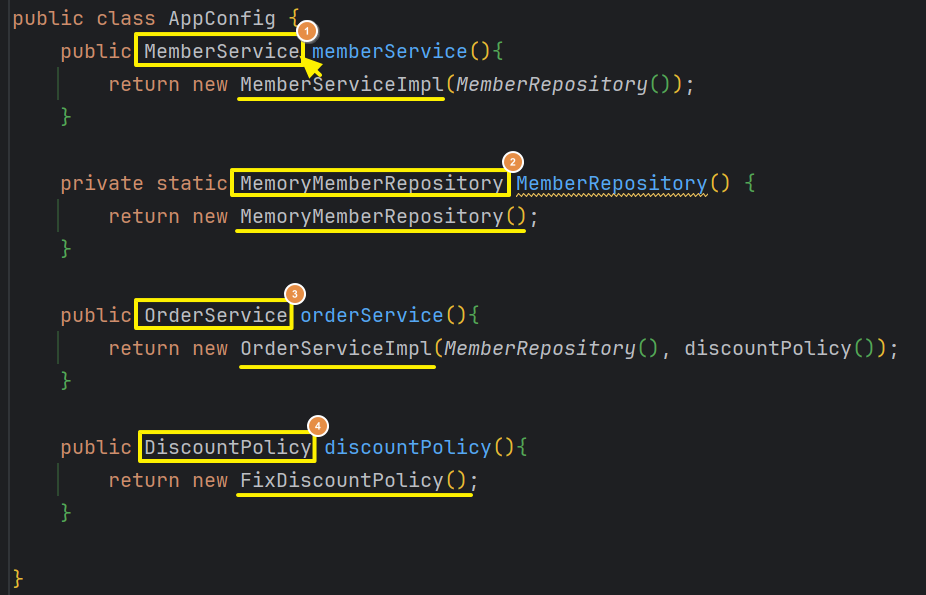 public class AppConfig {
1
public MemberService memberService(){
return new MemberServiceImpl(MemberRepository());
}
2
private static MemoryMemberRepository MemberRepository() {
return new MemoryMemberRepository();
}
3
public OrderService orderService(){
return new OrderServiceImpl(MemberRepository(), discountPolicy());
}
4
public DiscountPolicy discountPolicy(){
return new FixDiscountPolicy();
}
}